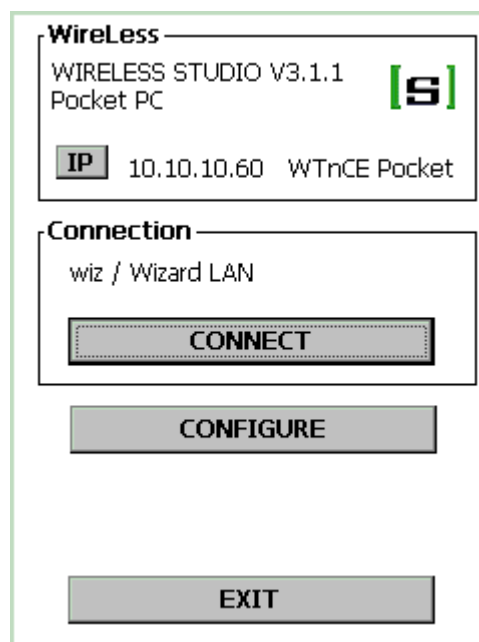 WireLess
WIRELESS STUDIO V3.1.1
Pocket PC
[s]
IP 10.10.10.60 WTnCE Pocket
Connection
wiz / Wizard LAN
CONNECT
CONFIGURE
EXIT